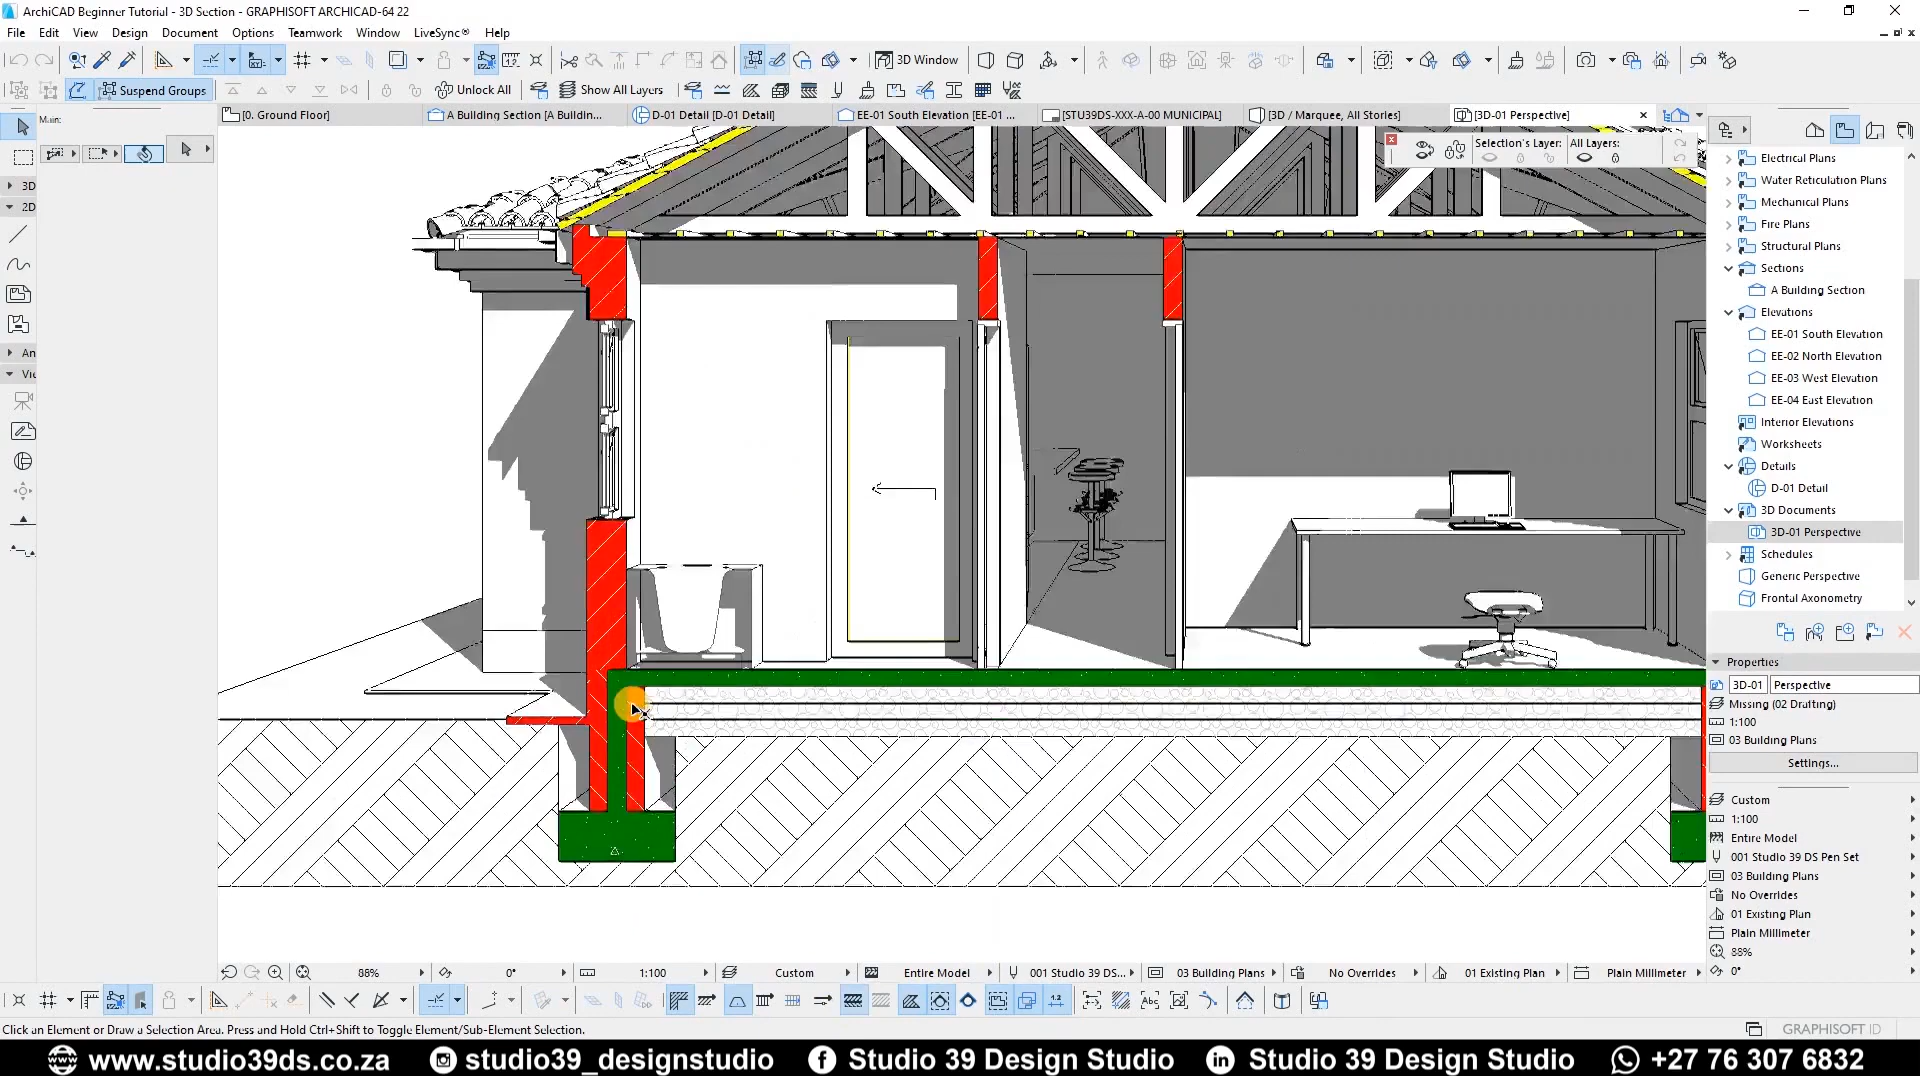 ArchiCAD Beginner Tutorial - 3D Section - GRAPHISOFT ARCHICAD-64 22
File Edit View Design Document Options Teamwork Window LiveSync® Help
3D Window
Suspend Groups Unlock All Show All Layers
[0. Ground Floor] A Building Section [A Buildin... D-01 Detail [D-01 Detail] EE-01 South Elevation [EE-01 ... [STU39DS-XXX-A-00 MUNICIPAL] [3D / Marquee, All Stories] [3D-01 Perspective]
Main:
Selection's Layer: All Layers:
3D
2D
An
Vie
Electrical Plans
Water Reticulation Plans
Mechanical Plans
Fire Plans
Structural Plans
Sections
A Building Section
Elevations
EE-01 South Elevation
EE-02 North Elevation
EE-03 West Elevation
EE-04 East Elevation
Interior Elevations
Worksheets
Details
D-01 Detail
3D Documents
3D-01 Perspective
Schedules
Generic Perspective
Frontal Axonometry
Properties
3D-01 Perspective
Missing (02 Drafting)
1:100
03 Building Plans
Settings...
Custom
1:100
Entire Model
001 Studio 39 DS Pen Set
03 Building Plans
No Overrides
01 Existing Plan
Plain Millimeter
88%
0°
88% 0° 1:100 Custom Entire Model 001 Studio 39 DS... 03 Building Plans No Overrides 01 Existing Plan Plain Millimeter
Click an Element or Draw a Selection Area. Press and Hold Ctrl+Shift to Toggle Element/Sub-Element Selection.
GRAPHISOFT ID
www.studio39ds.co.za studio39_designstudio Studio 39 Design Studio Studio 39 Design Studio +27 76 307 6832